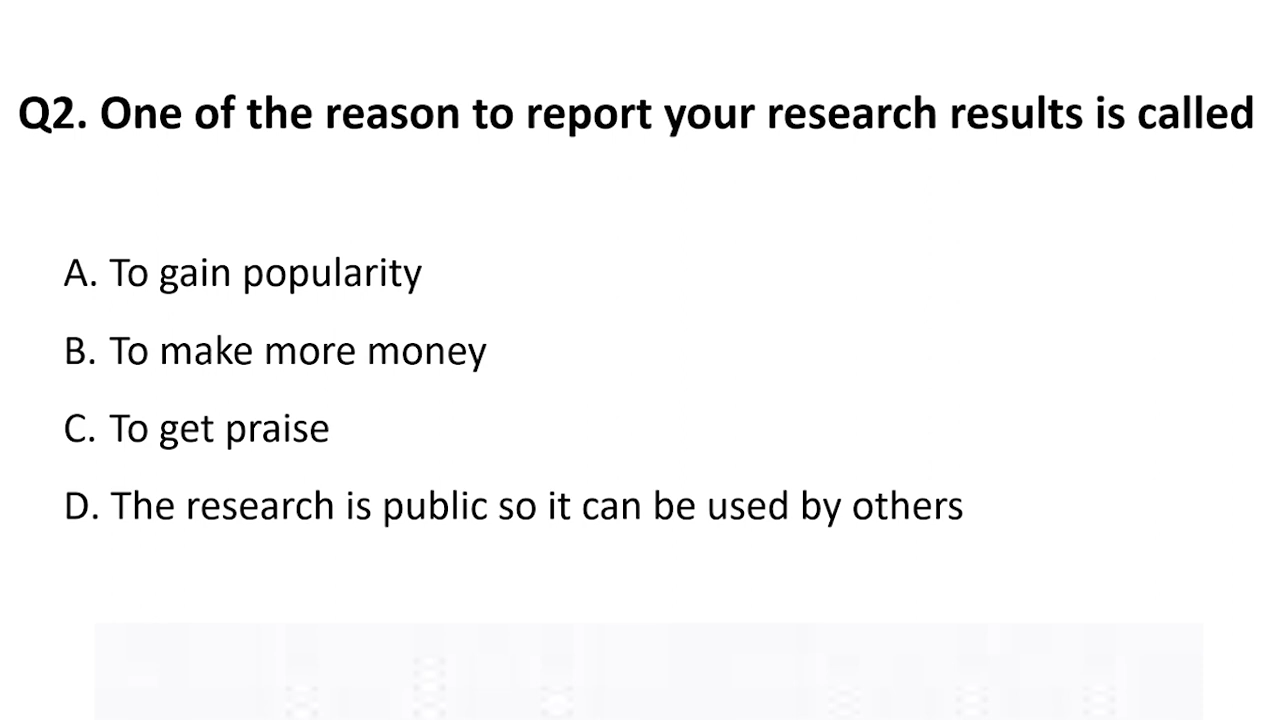 Q2. One of the reason to report your research results is called
A. To gain popularity
B. To make more money
C. To get praise
D. The research is public so it can be used by others